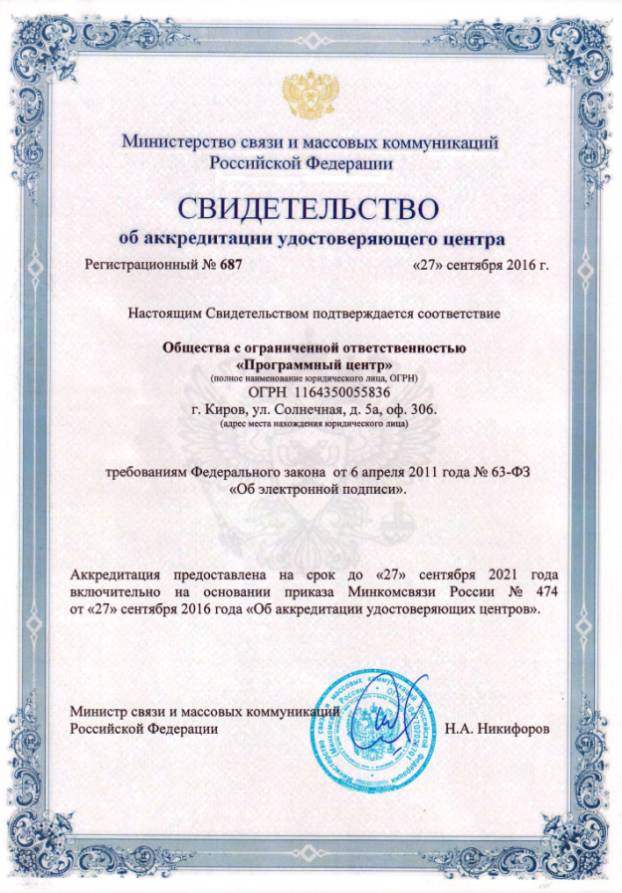 Министерство связи и массовых коммуникаций
Российской Федерации
СВИДЕТЕЛЬСТВО
об аккредитации удостоверяющего центра
Регистрационный № 687 «27» сентября 2016 г.
Настоящим Свидетельством подтверждается соответствие
Общества с ограниченной ответственностью
«Программный центр»
(полное наименование юридического лица, ОГРН)
ОГРН 1164350055836
г. Киров, ул. Солнечная, д. 5а, оф. 306.
(адрес места нахождения юридического лица)
требованиям Федерального закона от 6 апреля 2011 года № 63-ФЗ
«Об электронной подписи».
Аккредитация предоставлена на срок до «27» сентября 2021 года
включительно на основании приказа Минкомсвязи России № 474
от «27» сентября 2016 года «Об аккредитации удостоверяющих центров».
Министр связи и массовых коммуникаций
Российской Федерации
Н.А. Никифоров